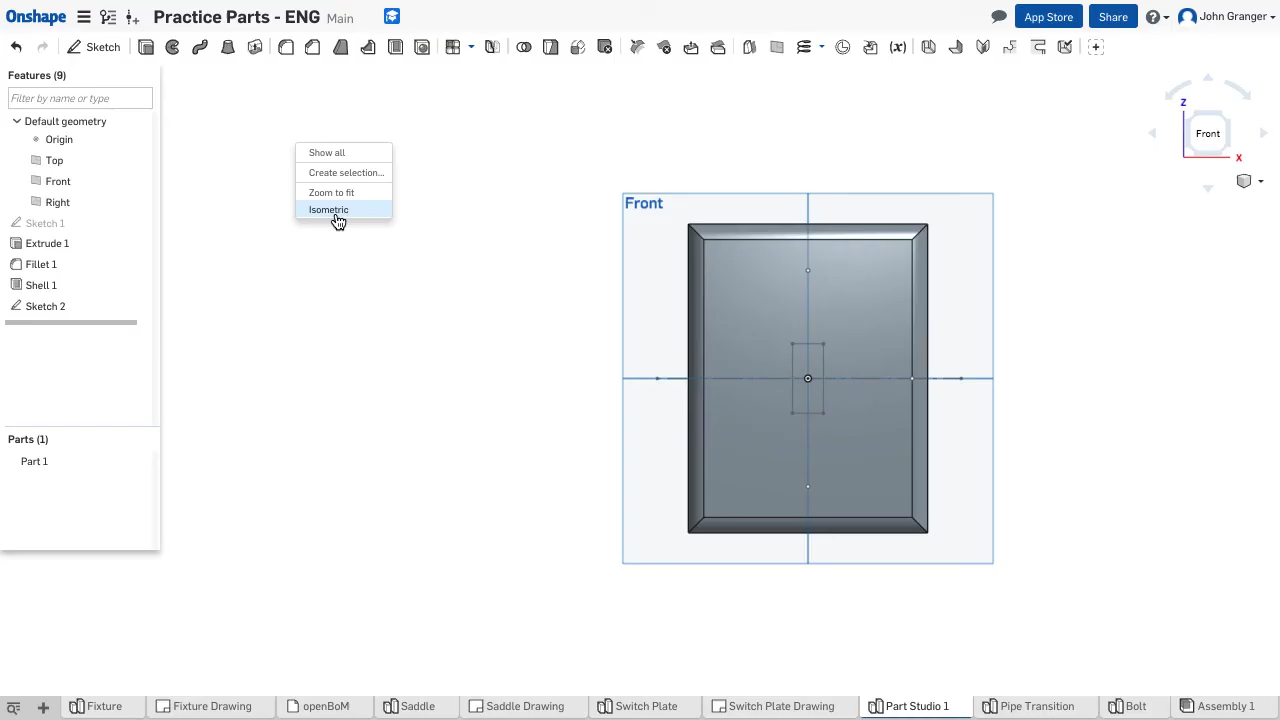 Onshape
Practice Parts - ENG Main
App Store
Share
John Granger
Sketch
(x)
Features (9)
Filter by name or type
Default geometry
Origin
Top
Front
Right
Sketch 1
Extrude 1
Fillet 1
Shell 1
Sketch 2
Parts (1)
Part 1
Show all
Create selection...
Zoom to fit
Isometric
Front
Z
Front
X
Fixture
Fixture Drawing
openBoM
Saddle
Saddle Drawing
Switch Plate
Switch Plate Drawing
Part Studio 1
Pipe Transition
Bolt
Assembly 1